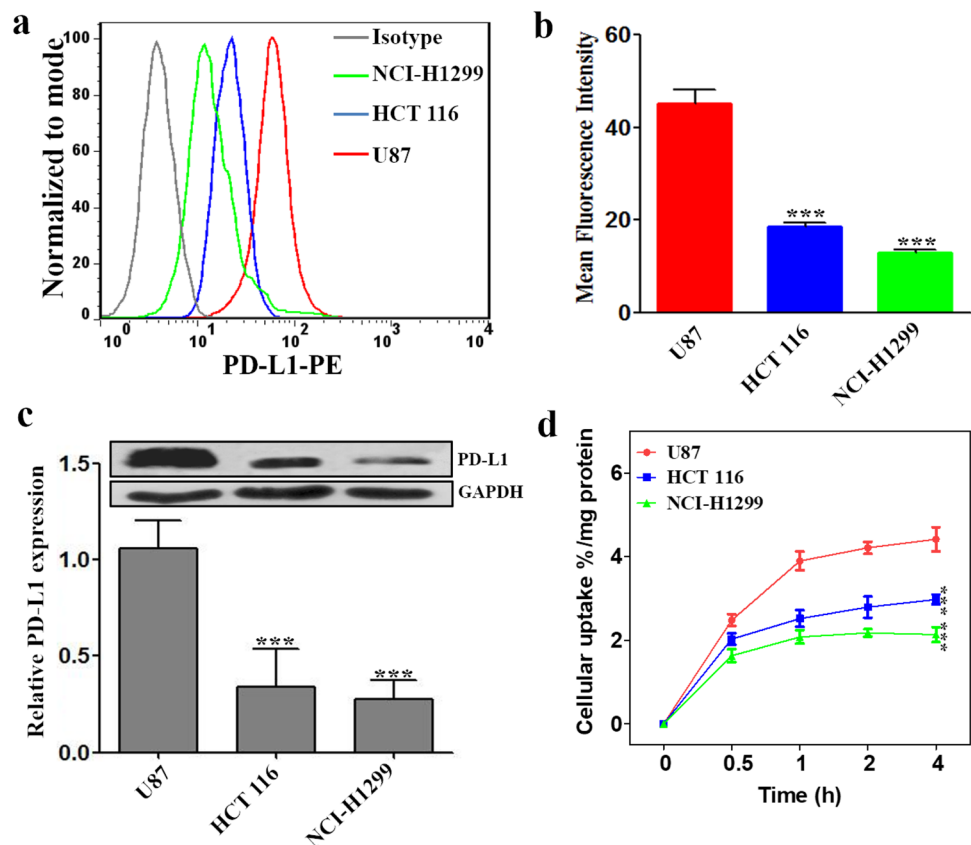 a
Normalized to mode
100
80
60
40
20
0
Isotype
NCI-H1299
HCT 116
U87
10^0
10^1
10^2
10^3
10^4
PD-L1-PE
b
Mean Fluorescence Intensity
60
40
20
0
***
***
U87
HCT 116
NCI-H1299
c
Relative PD-L1 expression
1.5
1.0
0.5
0.0
PD-L1
GAPDH
***
***
U87
HCT 116
NCI-H1299
d
Cellular uptake %/mg protein
6
4
2
0
U87
HCT 116
NCI-H1299
***
***
0
0.5
1
2
4
Time (h)